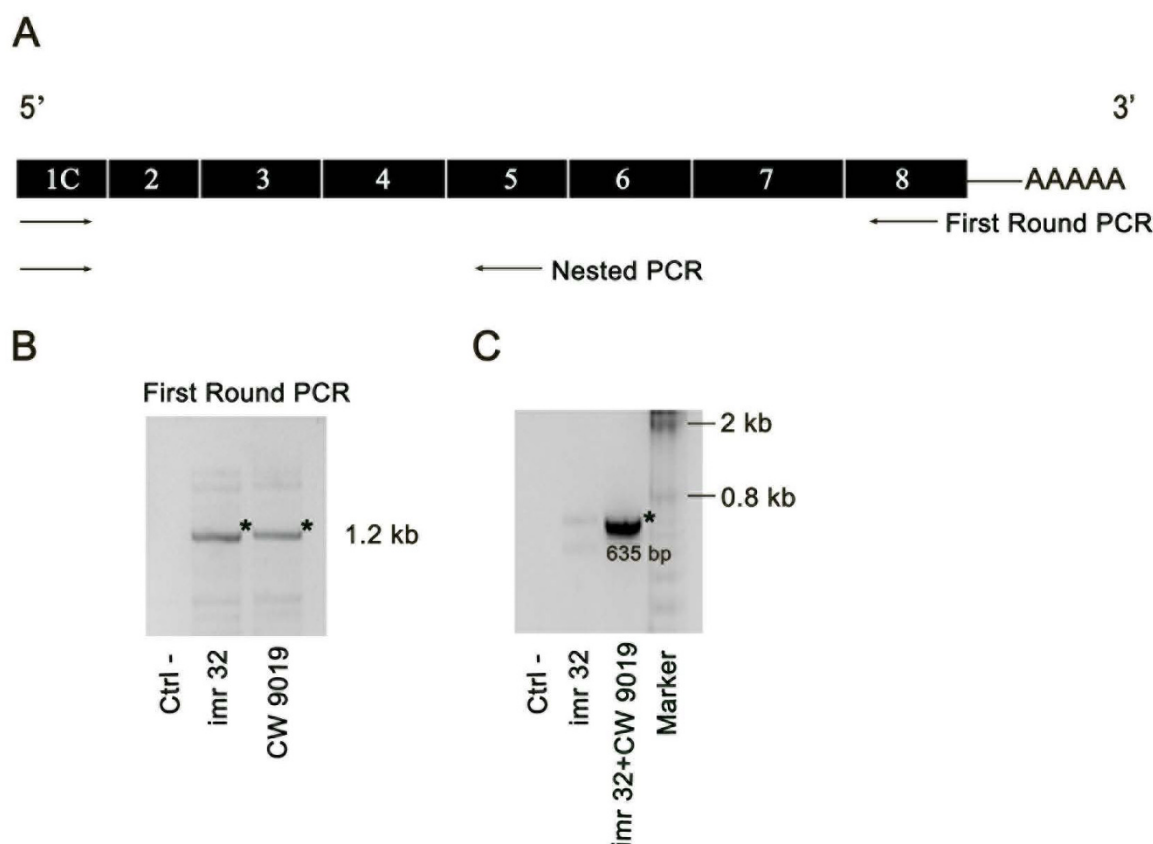 A
5' 3'
1C 2 3 4 5 6 7 8 AAAAA
First Round PCR
Nested PCR
B
C
First Round PCR
2 kb
0.8 kb
* * 1.2 kb
*
635 bp
Ctrl -
imr 32
CW 9019
Ctrl -
imr 32
imr 32+CW 9019
Marker